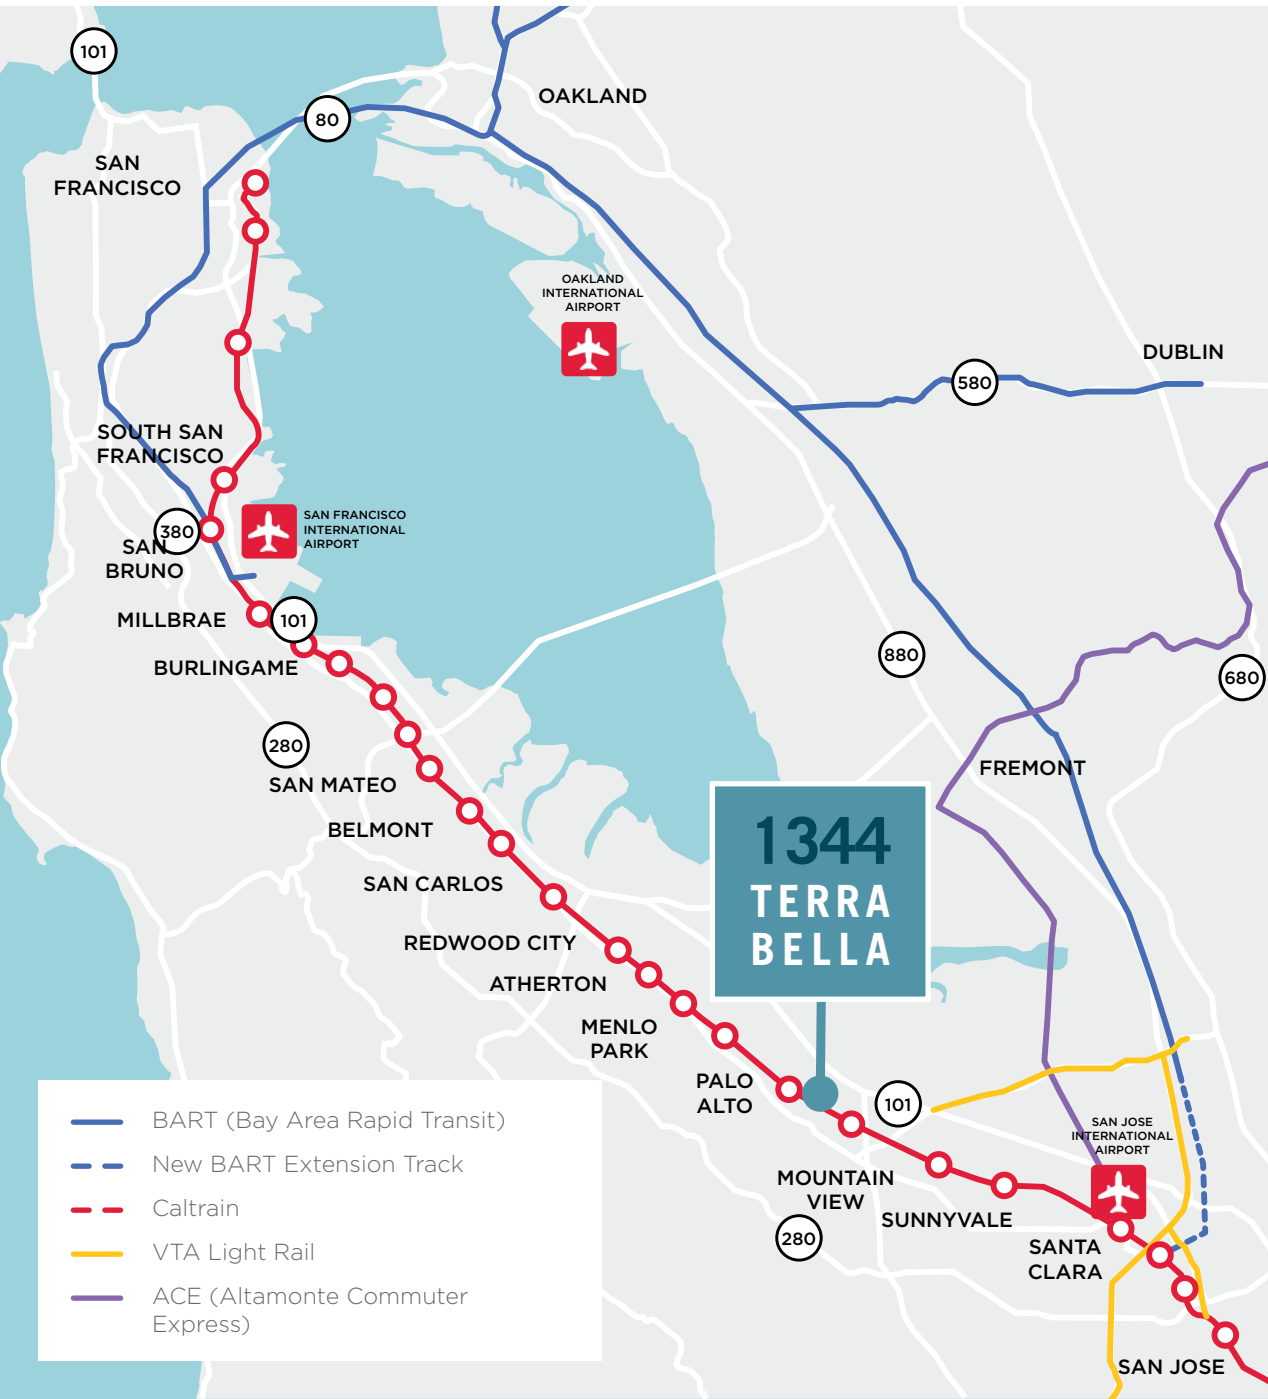 101
80
OAKLAND
SAN
FRANCISCO
OAKLAND
INTERNATIONAL
AIRPORT
DUBLIN
580
SOUTH SAN
FRANCISCO
380
SAN
BRUNO
SAN FRANCISCO
INTERNATIONAL
AIRPORT
MILLBRAE
101
BURLINGAME
880
680
280
SAN MATEO
FREMONT
BELMONT
1344
TERRA
BELLA
SAN CARLOS
REDWOOD CITY
ATHERTON
MENLO
PARK
PALO
ALTO
101
SAN JOSE
INTERNATIONAL
AIRPORT
MOUNTAIN
VIEW
SUNNYVALE
280
SANTA
CLARA
SAN JOSE
BART (Bay Area Rapid Transit)
New BART Extension Track
Caltrain
VTA Light Rail
ACE (Altamonte Commuter
Express)